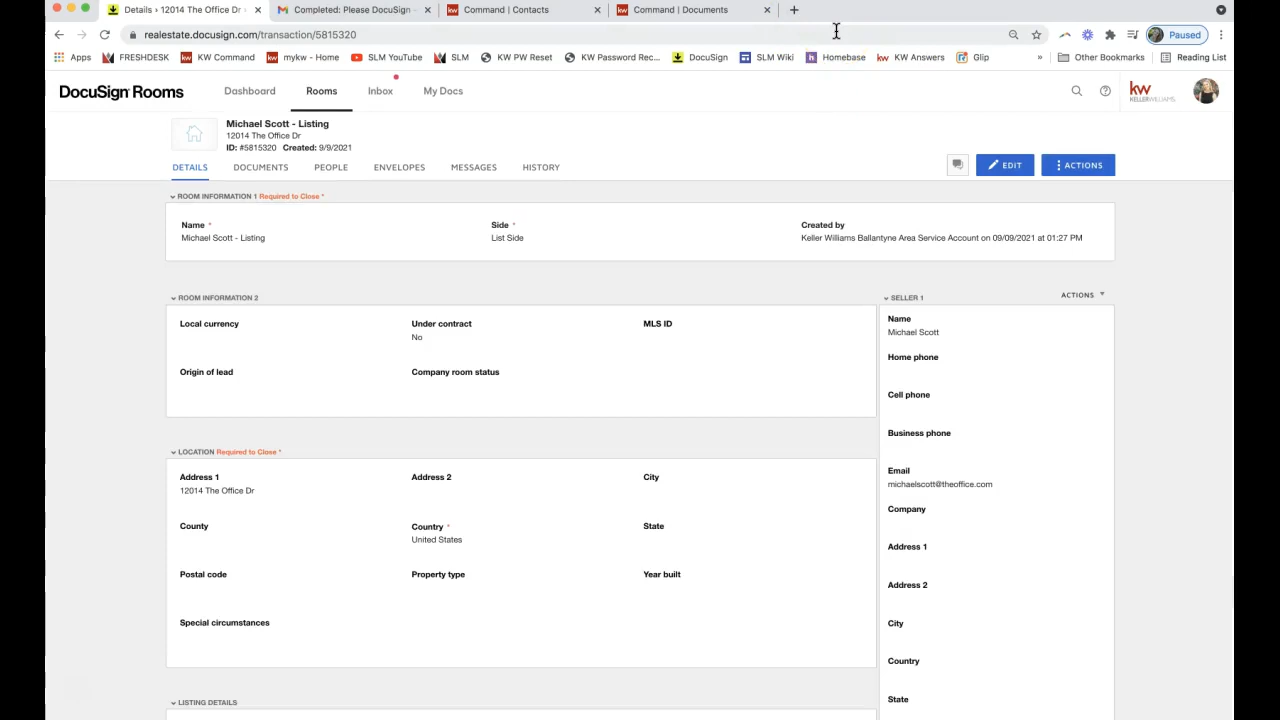 Details › 12014 The Office Dr
Completed: Please DocuSign -
Command | Contacts
Command | Documents
realestate.docusign.com/transaction/5815320
Paused
Apps
FRESHDESK
KW Command
mykw - Home
SLM YouTube
SLM
KW PW Reset
KW Password Rec...
DocuSign
SLM Wiki
Homebase
KW Answers
Glip
»
Other Bookmarks
Reading List
DocuSign Rooms
Dashboard
Rooms
Inbox
My Docs
kw
KELLERWILLIAMS
Michael Scott - Listing
12014 The Office Dr
ID: #5815320 Created: 9/9/2021
DETAILS
DOCUMENTS
PEOPLE
ENVELOPES
MESSAGES
HISTORY
EDIT
ACTIONS
ROOM INFORMATION 1 Required to Close *
Name *
Side *
Created by
Michael Scott - Listing
List Side
Keller Williams Ballantyne Area Service Account on 09/09/2021 at 01:27 PM
ROOM INFORMATION 2
Local currency
Under contract
MLS ID
No
Origin of lead
Company room status
LOCATION Required to Close *
Address 1
Address 2
City
12014 The Office Dr
County
Country *
State
United States
Postal code
Property type
Year built
Special circumstances
LISTING DETAILS
SELLER 1
ACTIONS
Name
Michael Scott
Home phone
Cell phone
Business phone
Email
michaelscott@theoffice.com
Company
Address 1
Address 2
City
Country
State